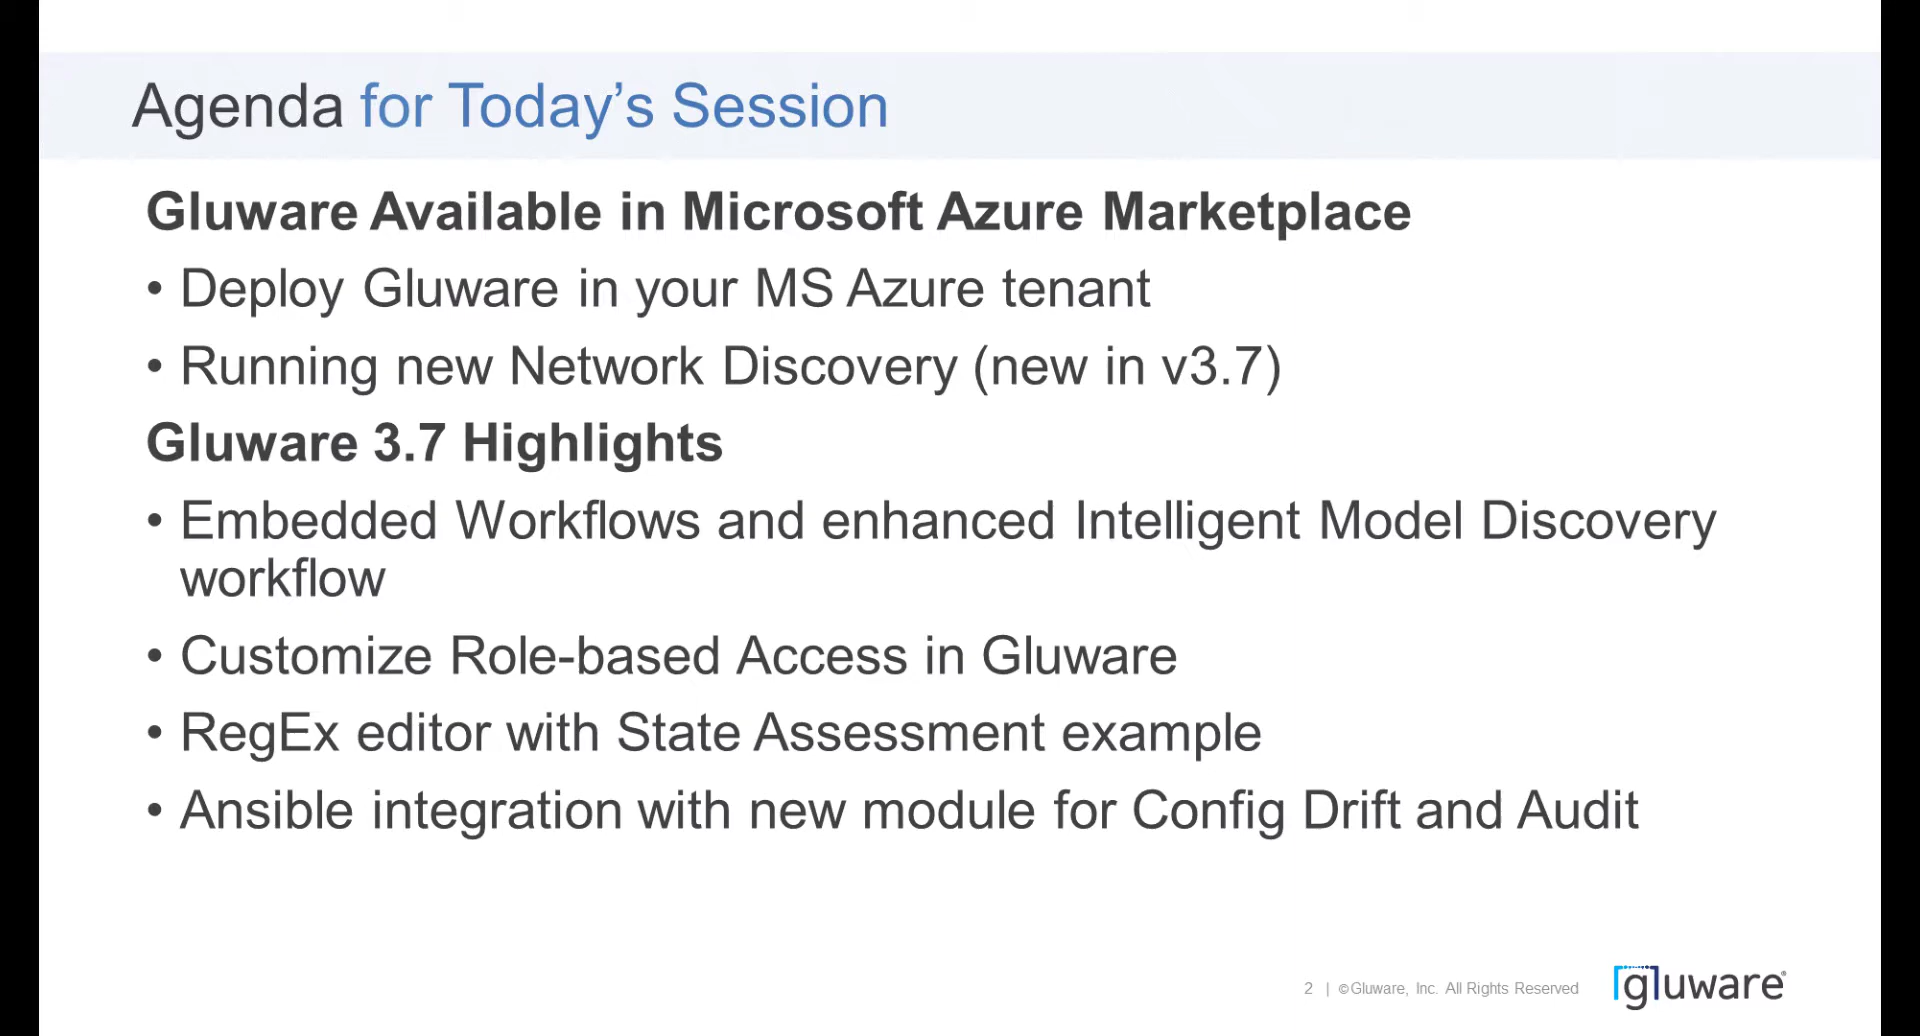 Agenda for Today’s Session
Gluware Available in Microsoft Azure Marketplace
• Deploy Gluware in your MS Azure tenant
• Running new Network Discovery (new in v3.7)
Gluware 3.7 Highlights
• Embedded Workflows and enhanced Intelligent Model Discovery
workflow
• Customize Role-based Access in Gluware
• RegEx editor with State Assessment example
• Ansible integration with new module for Config Drift and Audit
2 | ©Gluware, Inc. All Rights Reserved
gluware®